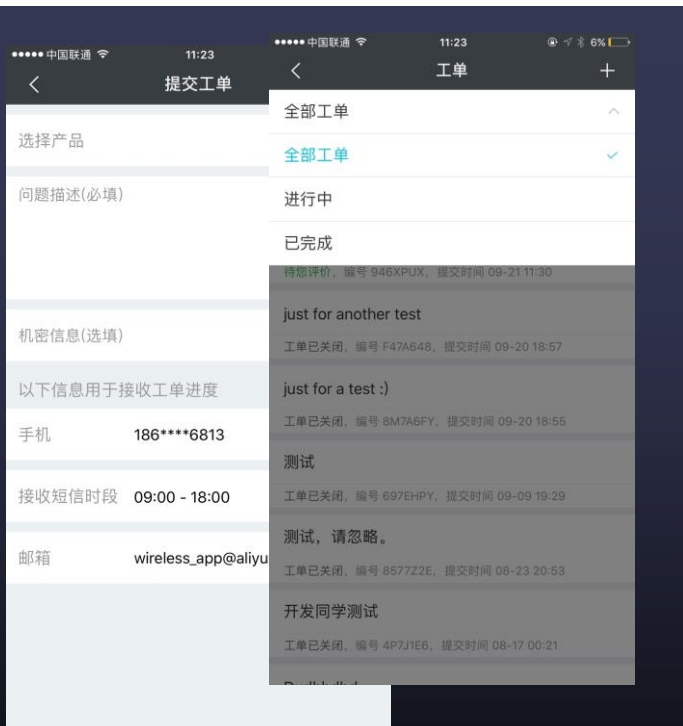 ●●●●● 中国联通
11:23
提交工单
选择产品
问题描述(必填)
机密信息(选填)
以下信息用于接收工单进度
手机 186****6813
接收短信时段 09:00 - 18:00
邮箱 wireless_app@aliyu
●●●●● 中国联通
11:23
6%
工单
+
全部工单
全部工单
进行中
已完成
待您评价, 编号 946XPUX, 提交时间 09-21 11:30
just for another test
工单已关闭, 编号 F47A648, 提交时间 09-20 18:57
just for a test :)
工单已关闭, 编号 8M7A6FY, 提交时间 09-20 18:55
测试
工单已关闭, 编号 697EHPY, 提交时间 09-09 19:29
测试，请忽略。
工单已关闭, 编号 8577Z2E, 提交时间 08-23 20:53
开发同学测试
工单已关闭, 编号 4P7J1E6, 提交时间 08-17 00:21